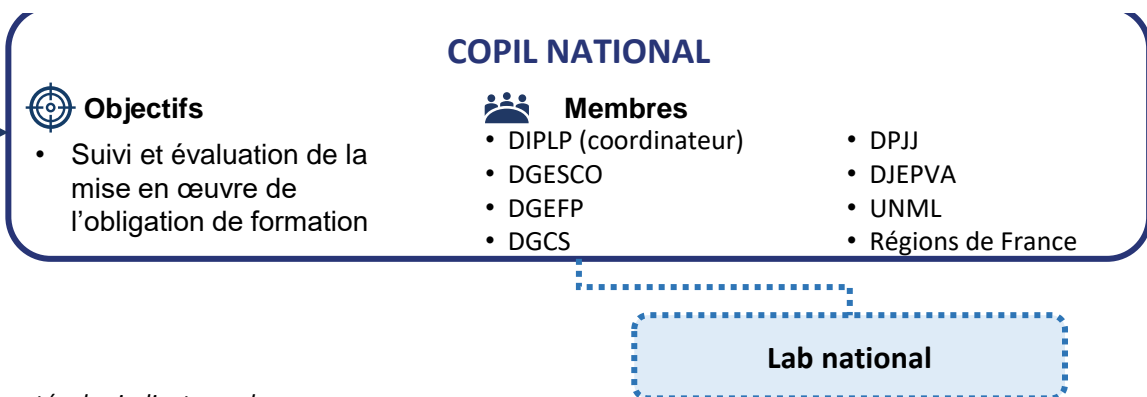 COPIL NATIONAL
Objectifs
• Suivi et évaluation de la
mise en œuvre de
l'obligation de formation
Membres
• DIPLP (coordinateur)
• DGESCO
• DGEFP
• DGCS
• DPJJ
• DJEPVA
• UNML
• Régions de France
Lab national